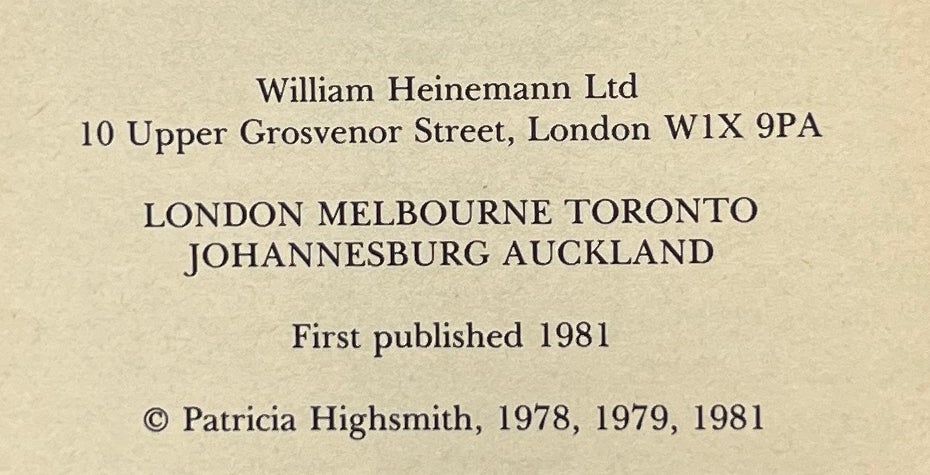 William Heinemann Ltd
10 Upper Grosvenor Street, London W1X 9PA
LONDON MELBOURNE TORONTO
JOHANNESBURG AUCKLAND
First published 1981
© Patricia Highsmith, 1978, 1979, 1981